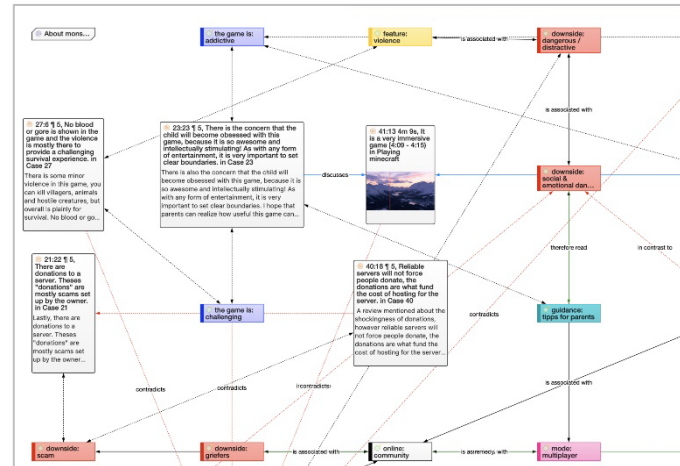 About mons...
the game is:
addictive
feature:
violence
is associated with
downside:
dangerous /
distractive
is associated with
27:6 ¶ 5, No blood
or gore is shown in the
game and the violence
is mostly there to
provide a challenging
survival experience. in
Case 27
There is some minor
violence in this game, you
can kill villagers, animals
and hostile creatures, but
overall is plainly for
survival. No blood or go...
23:23 ¶ 5, There is the concern that the
child will become obsessed with this
game, because it is so awesome and
intellectually stimulating! As with any form
of entertainment, it is very important to set
clear boundaries. in Case 23
There is also the concern that the child will
become obsessed with this game, because it is
so awesome and intellectually stimulating! As
with any form of entertainment, it is very
important to set clear boundaries. I hope that
parents can realize how useful this game can...
discusses
41:13 4m 9s, It
is a very immersive
game (4:09 - 4:15)
in Playing
minecraft
downside:
social &
emotional dan...
therefore read
in contrast to
21:22 ¶ 5,
There are
donations to a
server. Theses
"donations" are
mostly scams set
up by the owner.
in Case 21
Lastly, there are
donations to a
server. Theses
"donations" are
mostly scams set
up by the owner...
the game is:
challenging
40:18 ¶ 5, Reliable
servers will not force
people donate, the
donations are what fund
the cost of hosting for the
server. in Case 40
A review mentioned about the
shockingness of donations,
however reliable servers will
not force people donate, the
donations are what fund the
cost of hosting for the server...
contradicts
guidance:
tipps for parents
contradicts
contradicts
is associated with
downside:
scam
downside:
griefers
is associated with
online:
community
with
mode:
multiplayer